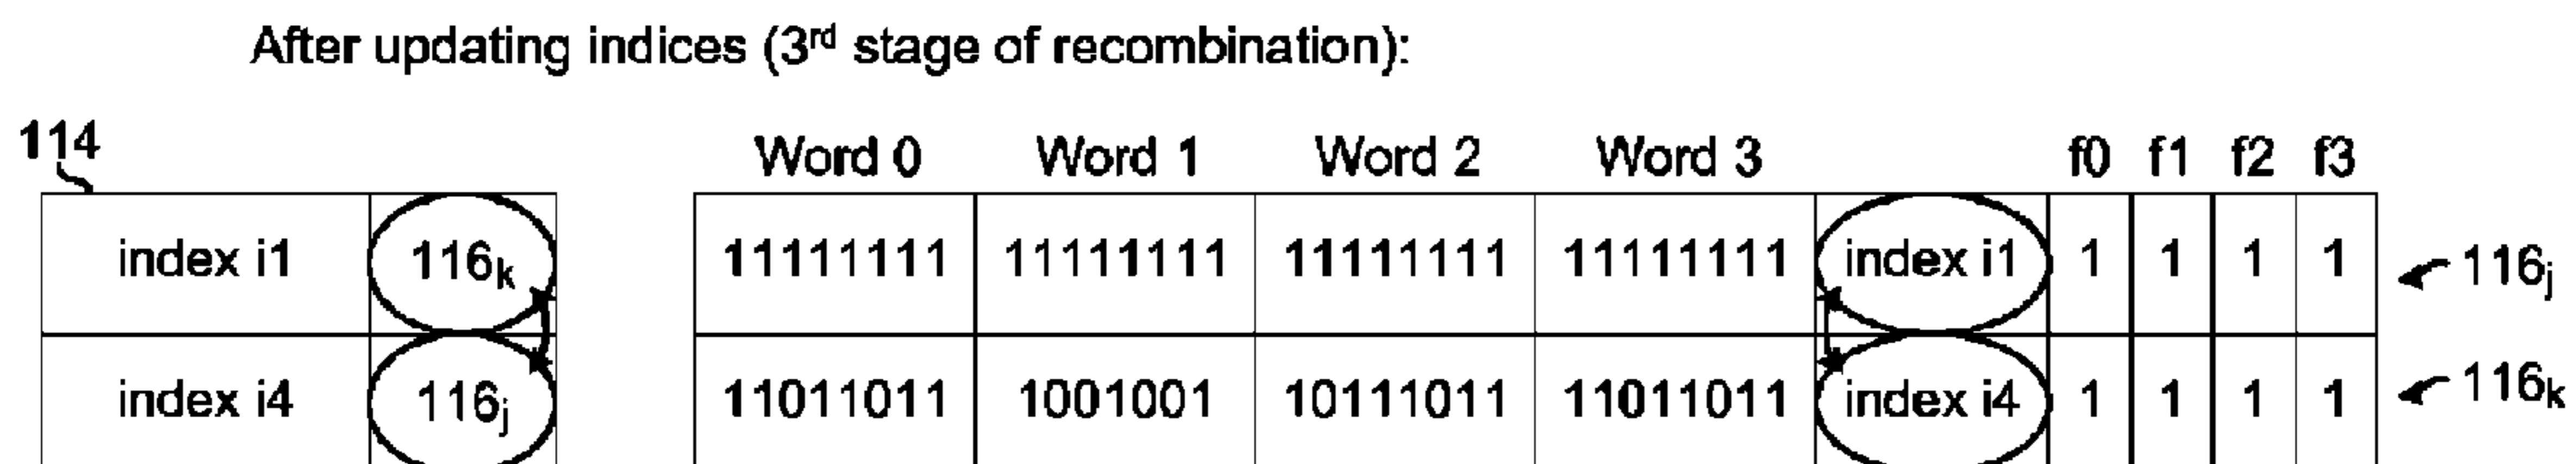 After updating indices (3rd stage of recombination):
114
Word 0 Word 1 Word 2 Word 3 f0 f1 f2 f3
index i1 116k 11111111 11111111 11111111 11111111 index i1 1 1 1 1 116j
index i4 116j 11011011 1001001 10111011 11011011 index i4 1 1 1 1 116k